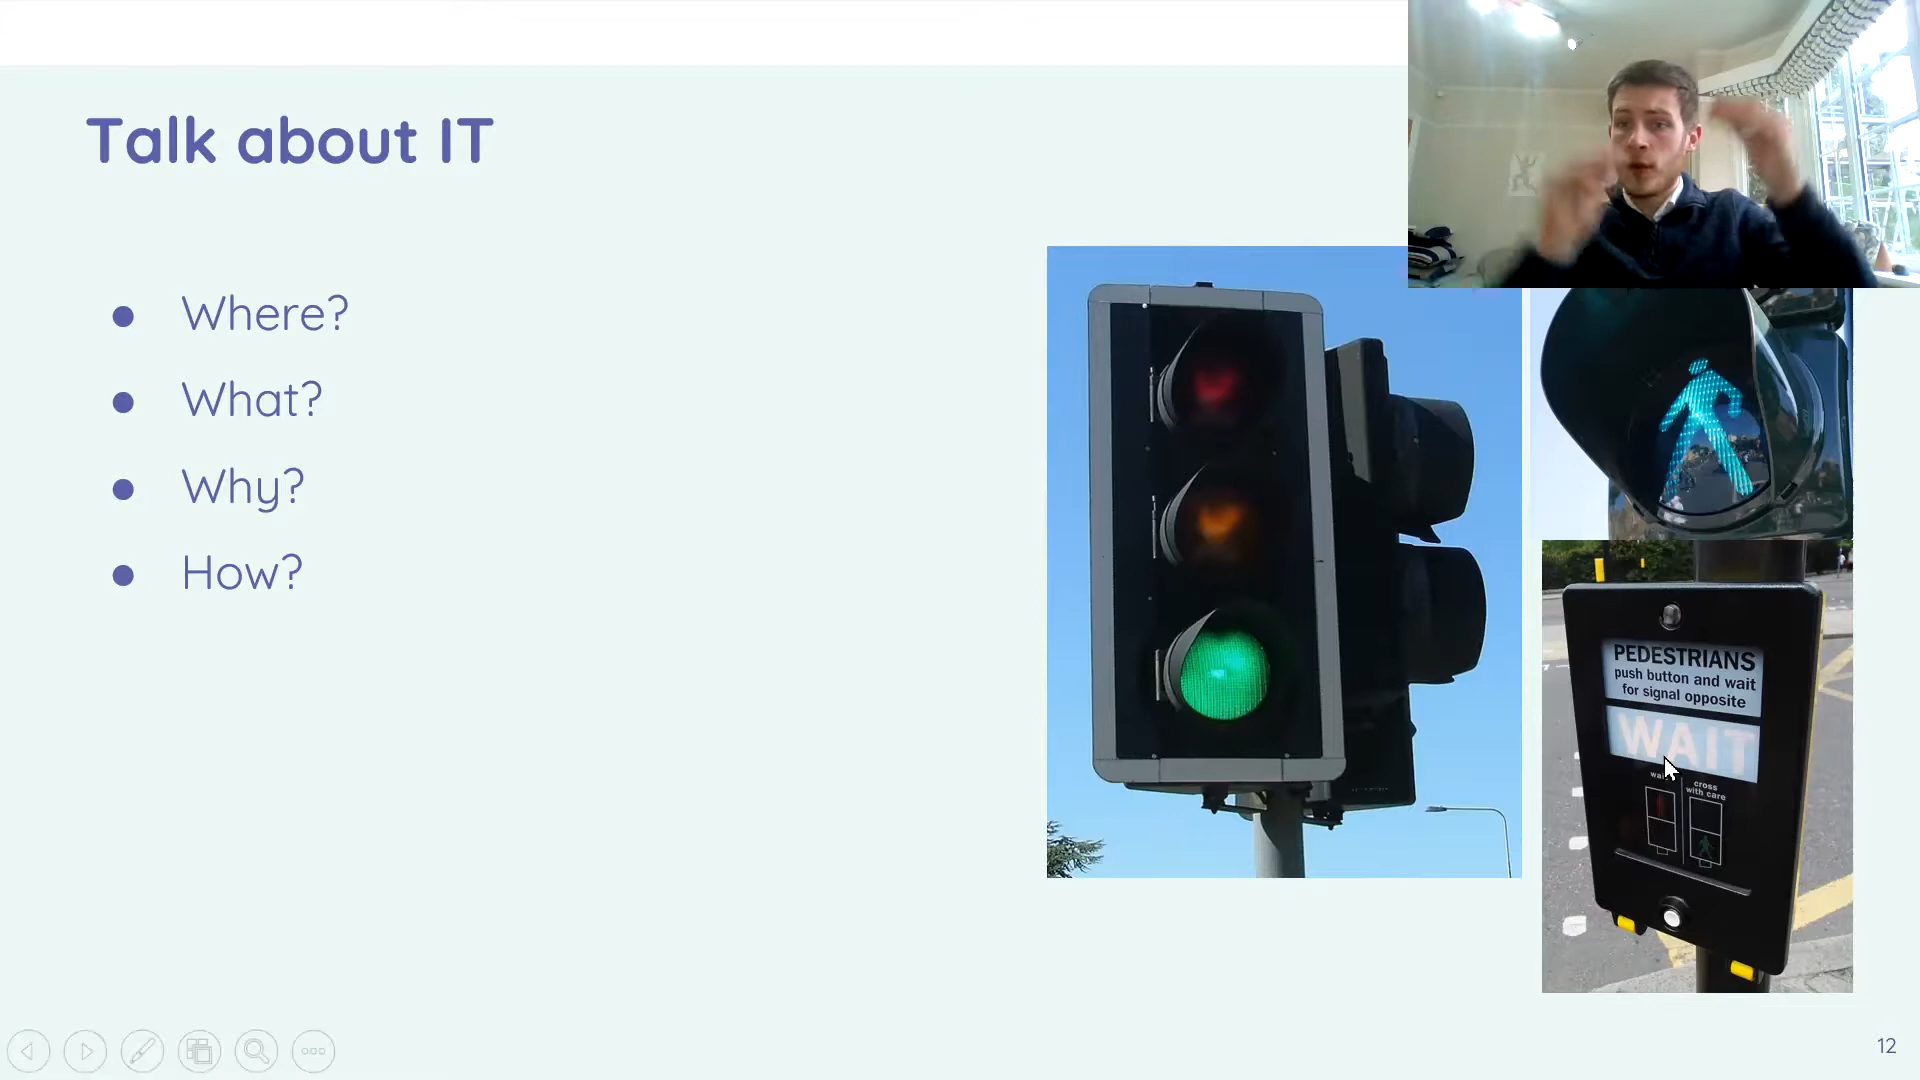 Talk about IT
Where?
What?
Why?
How?
PEDESTRIANS
push button and wait
for signal opposite
WAIT
cross
with care
12